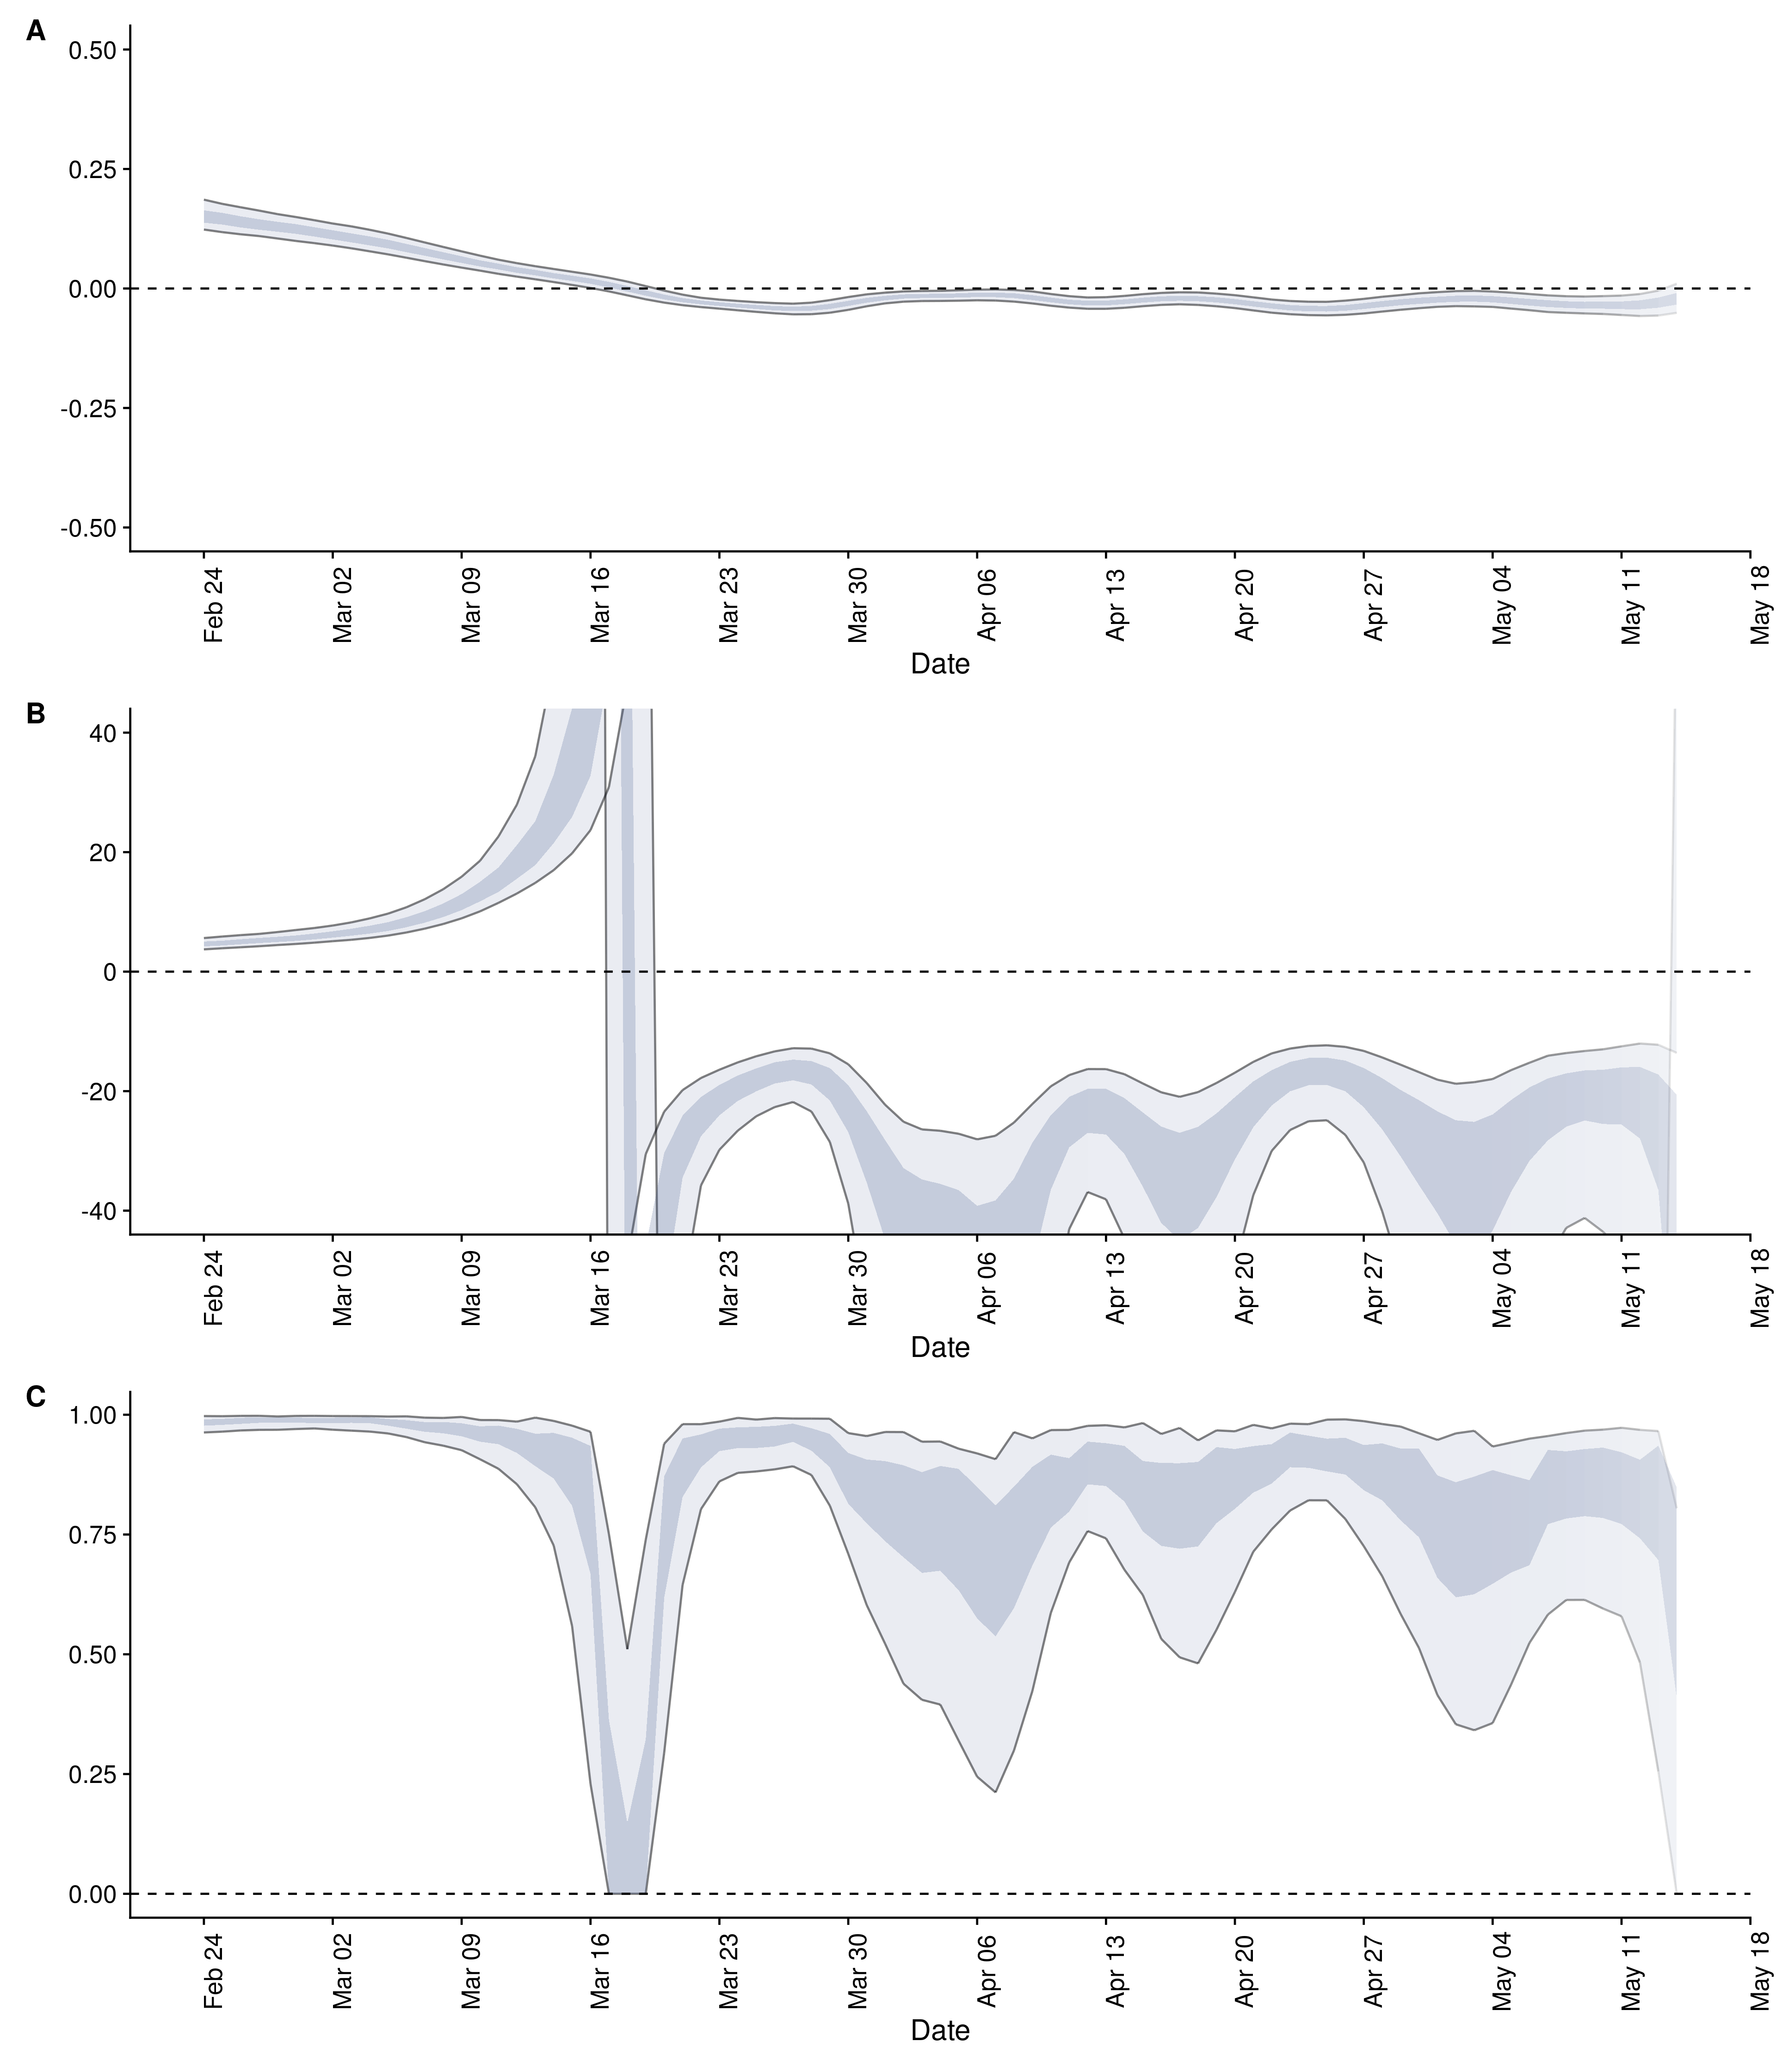 A
0.50
0.25
0.00
-0.25
-0.50
Feb 24
Mar 02
Mar 09
Mar 16
Mar 23
Mar 30
Apr 06
Apr 13
Apr 20
Apr 27
May 04
May 11
May 18
Date
B
40
20
0
-20
-40
Feb 24
Mar 02
Mar 09
Mar 16
Mar 23
Mar 30
Apr 06
Apr 13
Apr 20
Apr 27
May 04
May 11
May 18
Date
C
1.00
0.75
0.50
0.25
0.00
Feb 24
Mar 02
Mar 09
Mar 16
Mar 23
Mar 30
Apr 06
Apr 13
Apr 20
Apr 27
May 04
May 11
May 18
Date